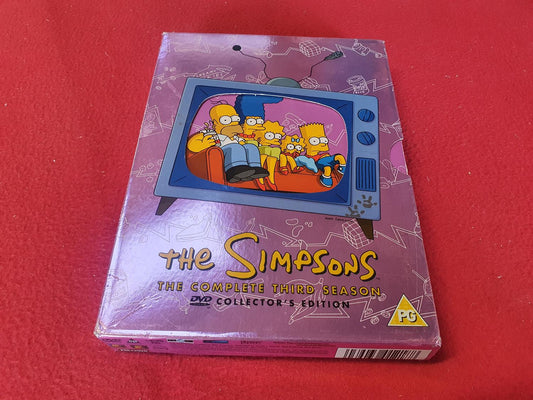 THE SIMPSONS
THE COMPLETE THIRD SEASON
DVD COLLECTOR'S EDITION
PG